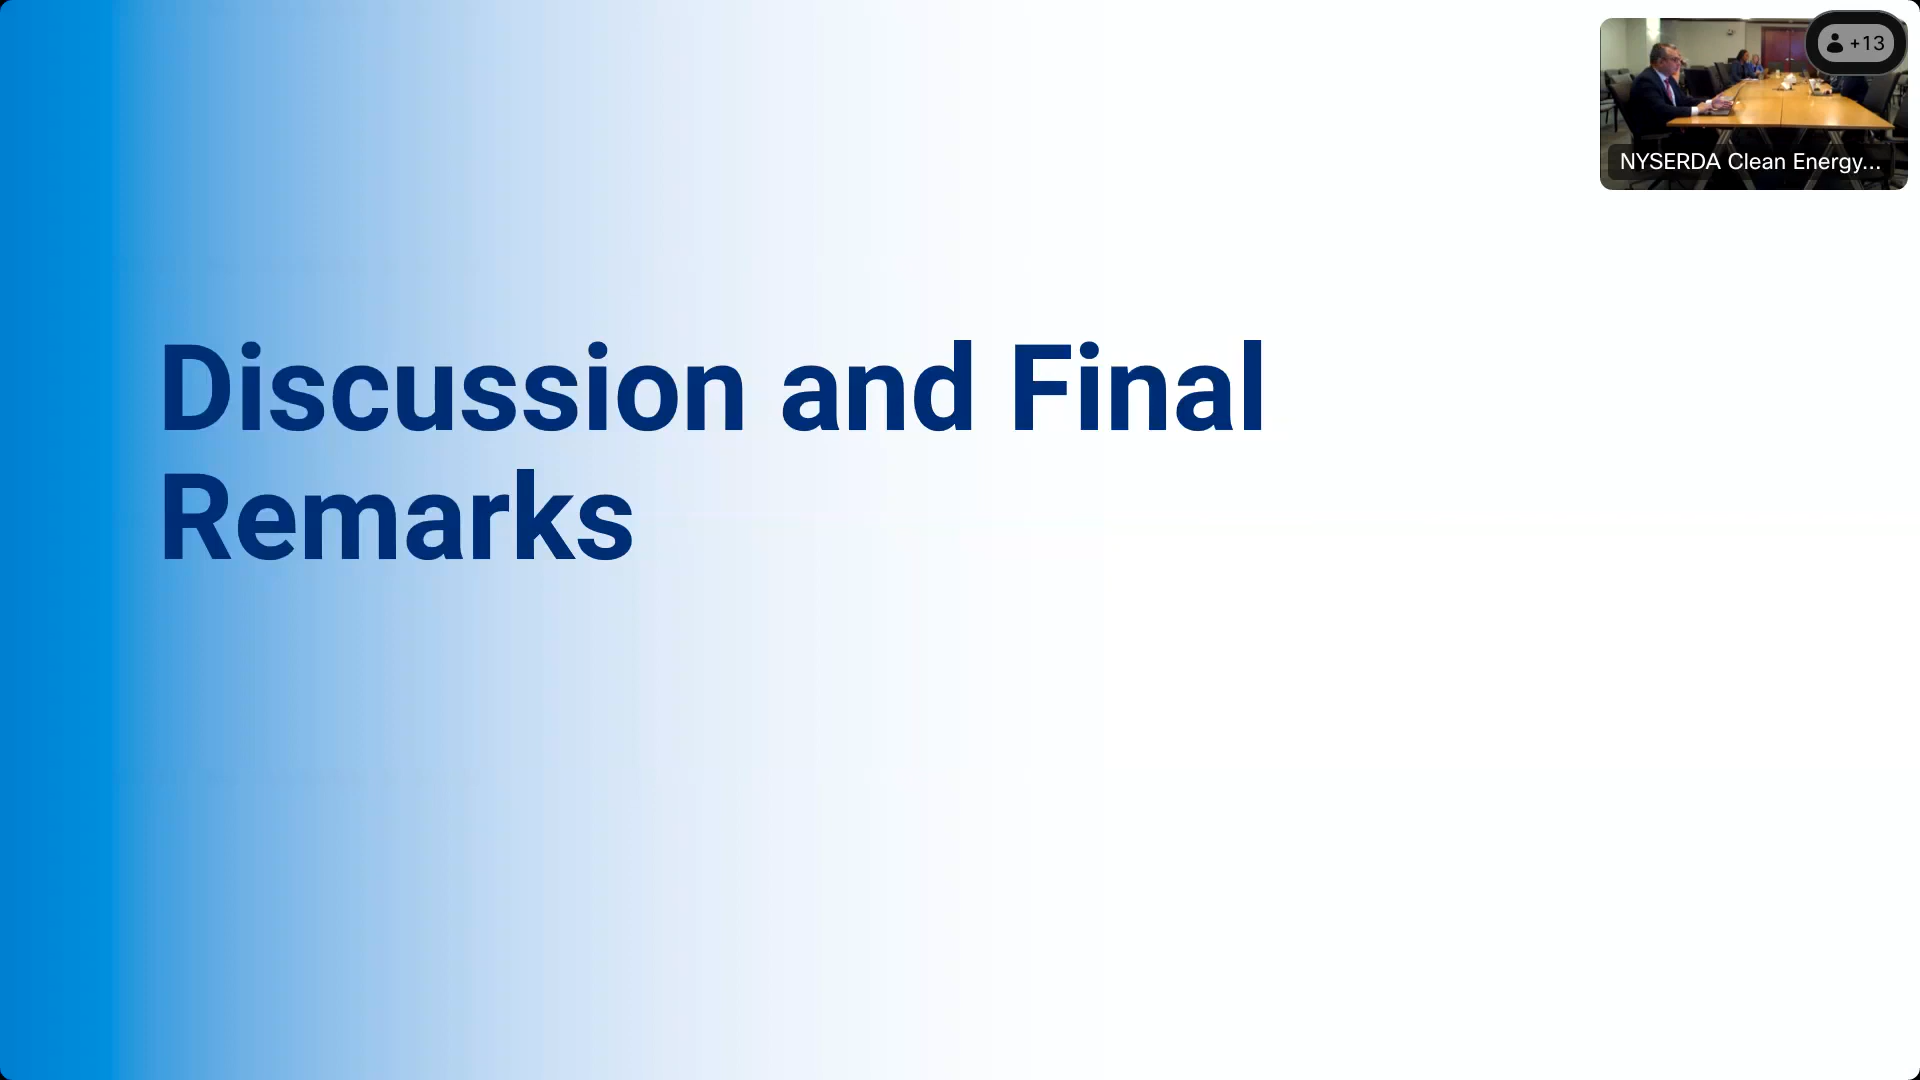 +13
NYSERDA Clean Energy...
Discussion and Final
Remarks